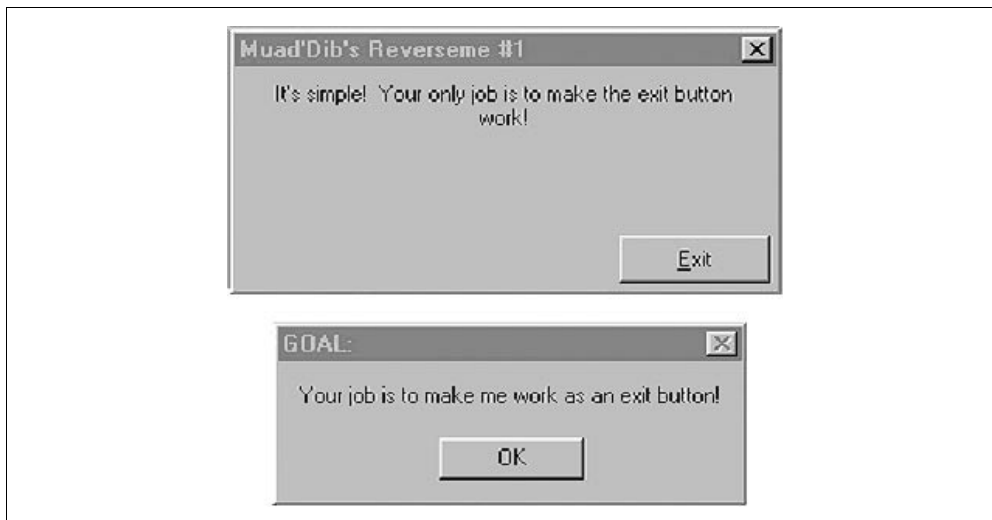 Muad'Dib's Reverseme #1
It's simple! Your only job is to make the exit button
work!
Exit
GOAL:
Your job is to make me work as an exit button!
OK